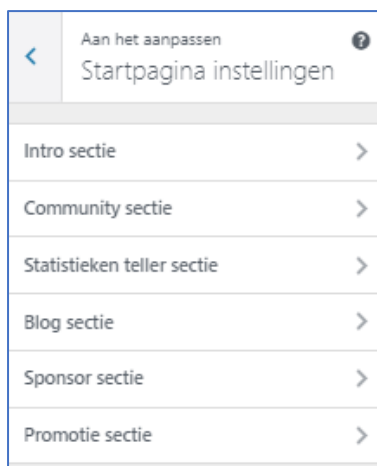 Aan het aanpassen
Startpagina instellingen
Intro sectie
Community sectie
Statistieken teller sectie
Blog sectie
Sponsor sectie
Promotie sectie